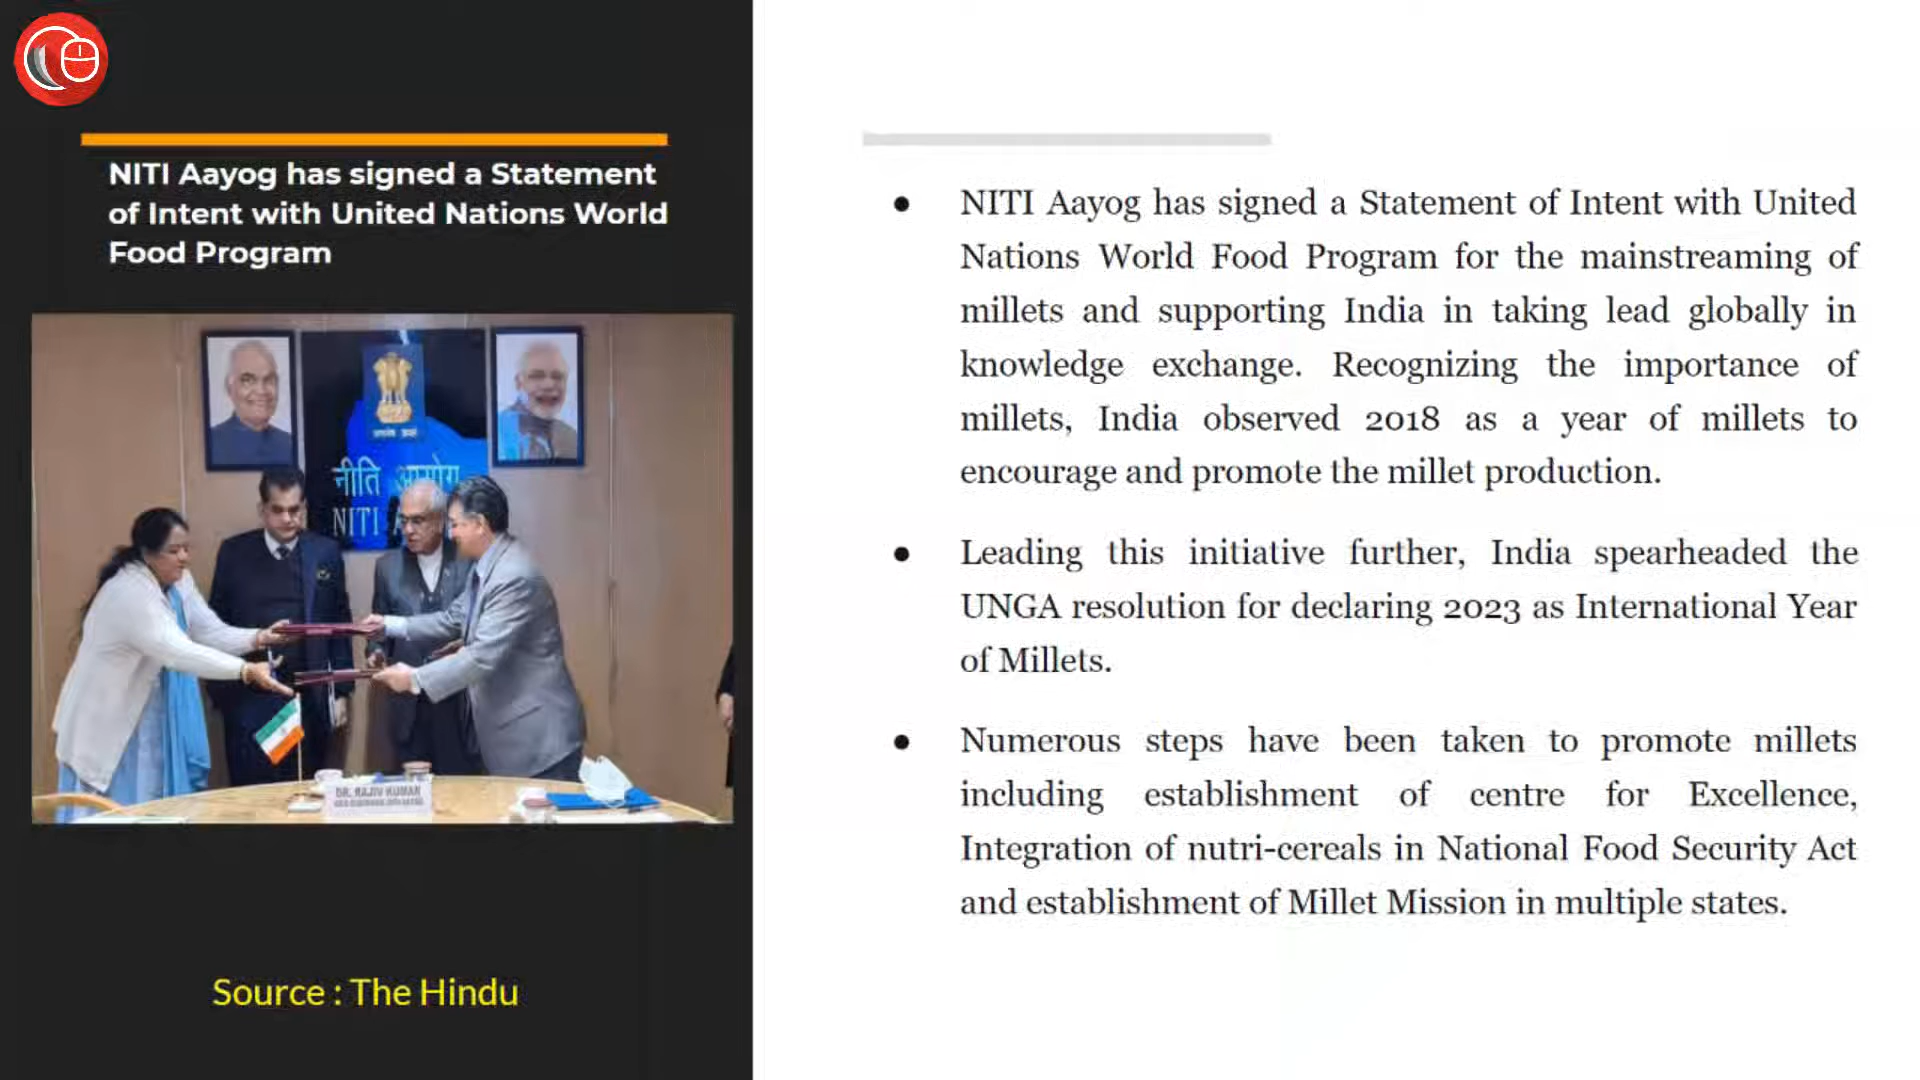 NITI Aayog has signed a Statement
of Intent with United Nations World
Food Program
नीति आयोग
NITI
DR. RAJIV KUMAR
Source : The Hindu
● NITI Aayog has signed a Statement of Intent with United
Nations World Food Program for the mainstreaming of
millets and supporting India in taking lead globally in
knowledge exchange. Recognizing the importance of
millets, India observed 2018 as a year of millets to
encourage and promote the millet production.
● Leading this initiative further, India spearheaded the
UNGA resolution for declaring 2023 as International Year
of Millets.
● Numerous steps have been taken to promote millets
including establishment of centre for Excellence,
Integration of nutri-cereals in National Food Security Act
and establishment of Millet Mission in multiple states.